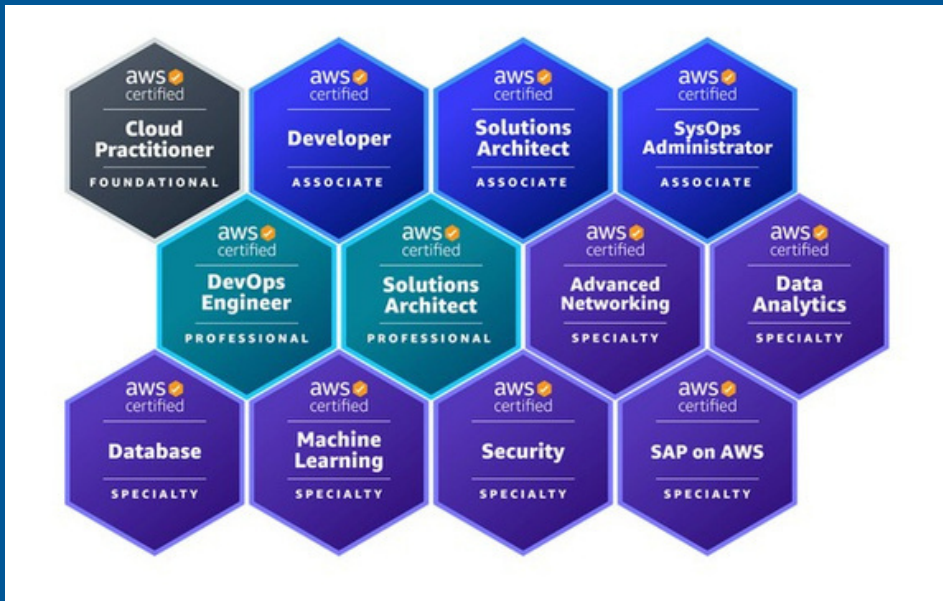 aws
certified
Cloud
Practitioner
FOUNDATIONAL
aws
certified
Developer
ASSOCIATE
aws
certified
Solutions
Architect
ASSOCIATE
aws
certified
SysOps
Administrator
ASSOCIATE
aws
certified
DevOps
Engineer
PROFESSIONAL
aws
certified
Solutions
Architect
PROFESSIONAL
aws
certified
Advanced
Networking
SPECIALTY
aws
certified
Data
Analytics
SPECIALTY
aws
certified
Database
SPECIALTY
aws
certified
Machine
Learning
SPECIALTY
aws
certified
Security
SPECIALTY
aws
certified
SAP on AWS
SPECIALTY